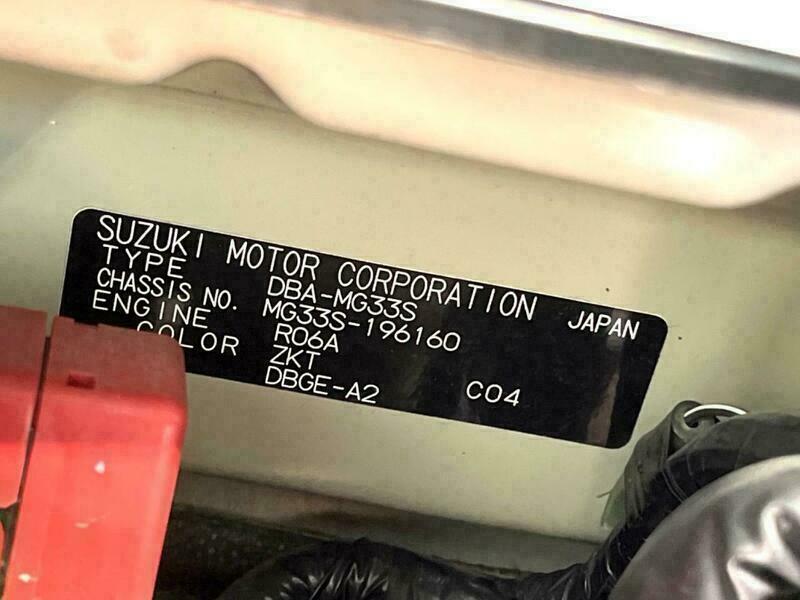 SUZUKI MOTOR CORPORATION JAPAN
TYPE DBA-MG33S
CHASSIS NO. MG33S-196160
ENGINE R06A
COLOR ZKT
DBGE-A2 C04